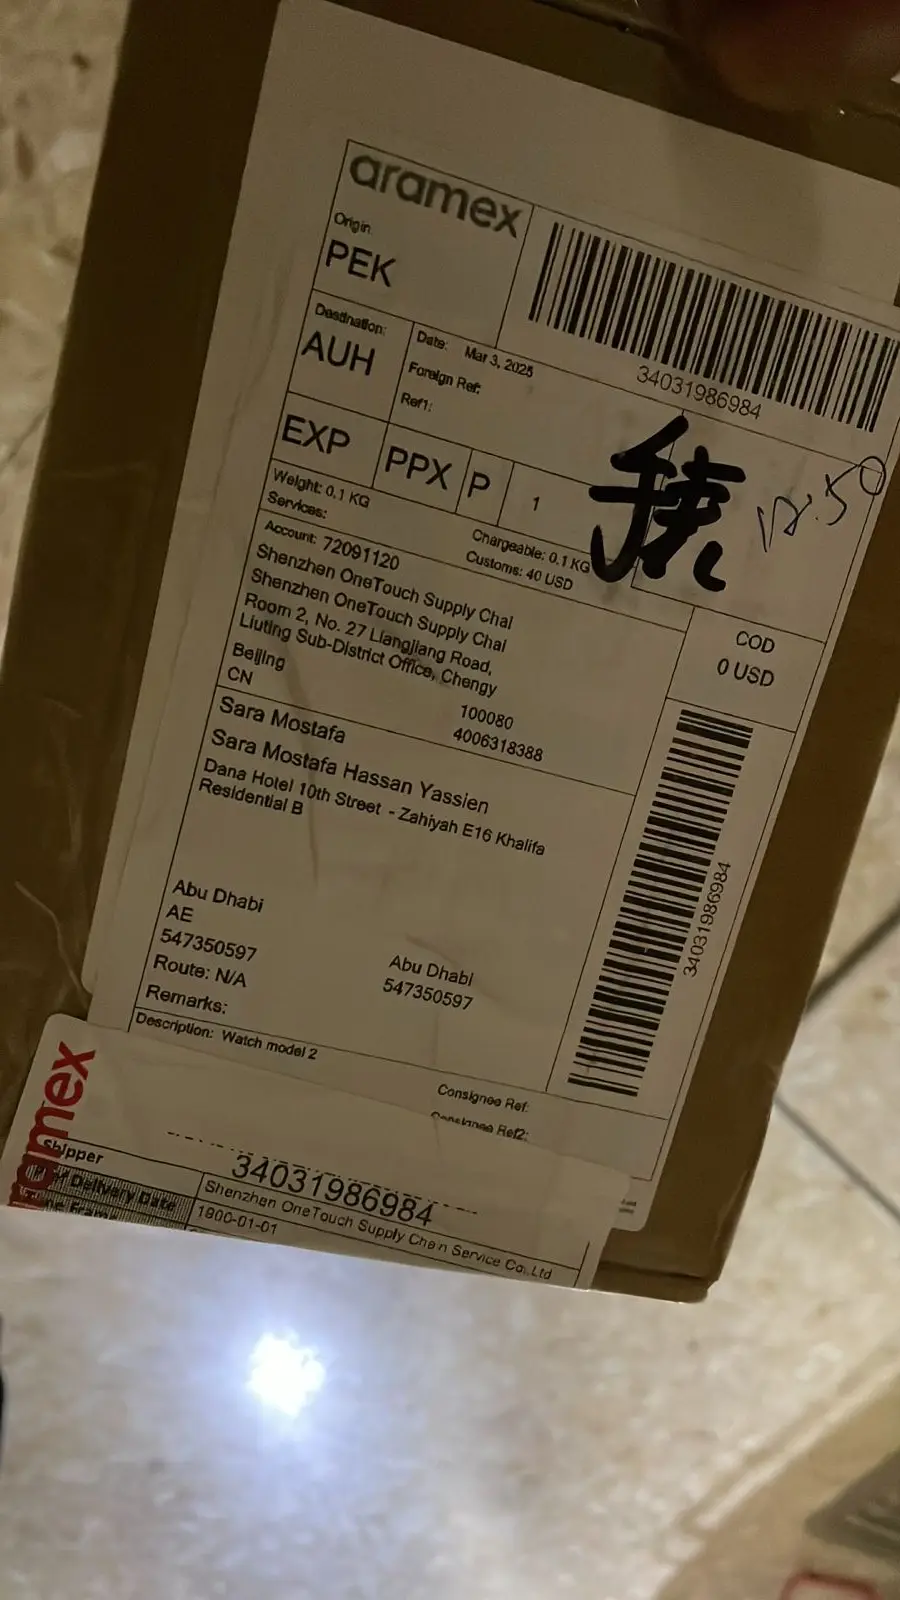 aramex
34031986984
Origin
PEK
Destination:
AUH
Date: Mar 3, 2025
Foreign Ref:
Ref1:
EXP
PPX
P
1
12.50
Weight: 0.1 KG
Services:
Chargeable: 0.1 KG
Customs: 40 USD
Account: 72091120
Shenzhen OneTouch Supply Chai
Shenzhen OneTouch Supply Chai
Room 2, No. 27 Liangjiang Road,
Liuting Sub-District Office, Chengy
Beijing
CN
100080
4006318388
COD
0 USD
Sara Mostafa
Sara Mostafa Hassan Yassien
Dana Hotel 10th Street - Zahiyah E16 Khalifa
Residential B
Abu Dhabi
AE
547350597
Abu Dhabi
547350597
Route: N/A
Remarks:
34031986984
Description: Watch model 2
Consignee Ref:
Consignee Ref2:
aramex
34031986984
Shipper
Shenzhen OneTouch Supply Chain Service Co., Ltd
Delivery Date
1900-01-01